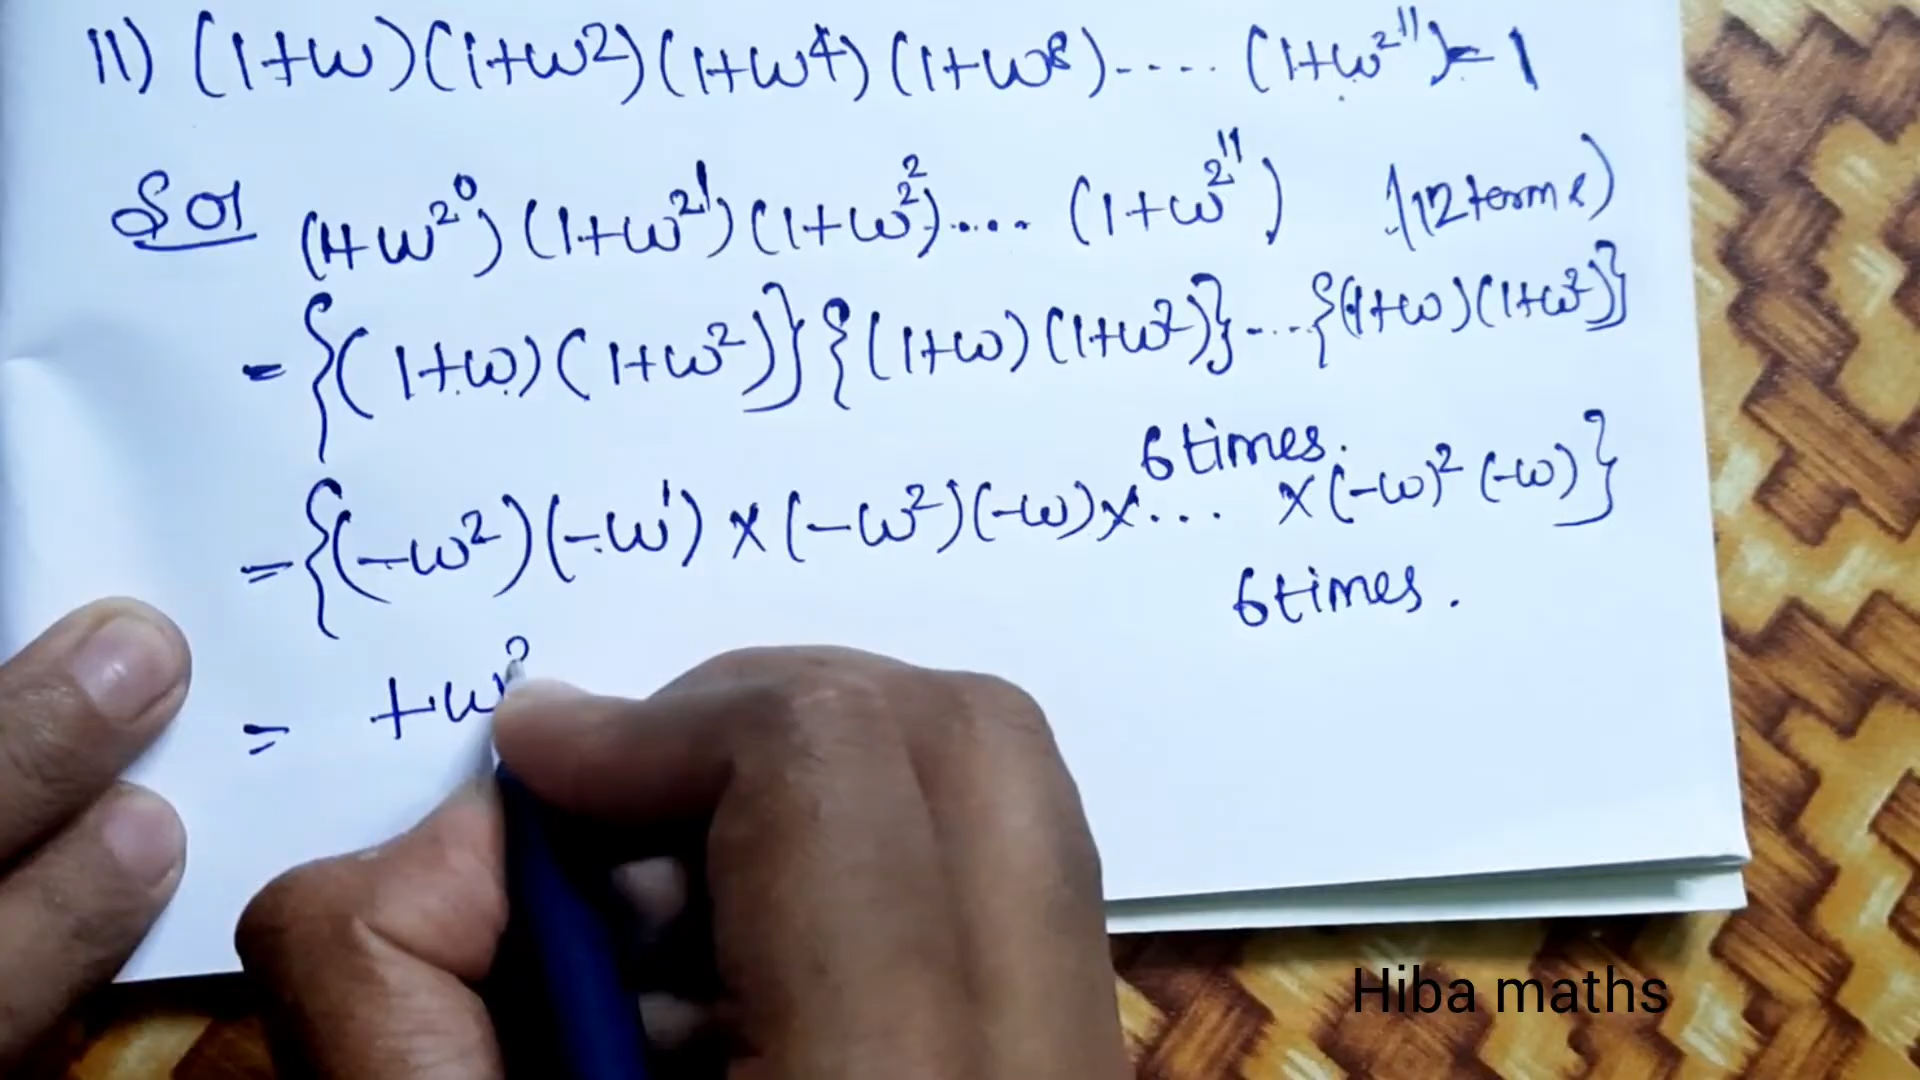 11) (1+ω)(1+ω2)(1+ω4)(1+ω8)---- (1+ω^2^11)=1
Sol (1+ω^2^0)(1+ω^2^1)(1+ω^2^2).... (1+ω^2^11) (12 terms)
={(1+ω)(1+ω²)}{(1+ω)(1+ω²)}---{(1+ω)(1+ω²)}
6 times.
={(-ω²)(-ω¹)×(-ω²)(-ω)×... ×(-ω)²(-ω)}
6 times.
= +ω
Hiba maths